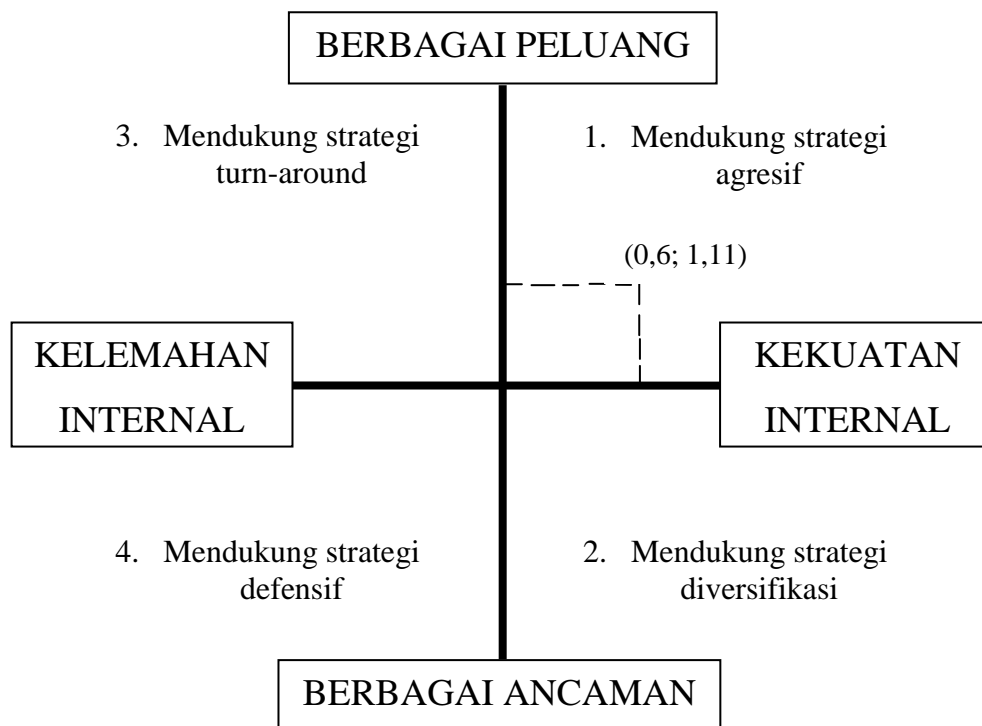 BERBAGAI PELUANG
3. Mendukung strategi
turn-around
1. Mendukung strategi
agresif
(0,6; 1,11)
KELEMAHAN
INTERNAL
KEKUATAN
INTERNAL
4. Mendukung strategi
defensif
2. Mendukung strategi
diversifikasi
BERBAGAI ANCAMAN